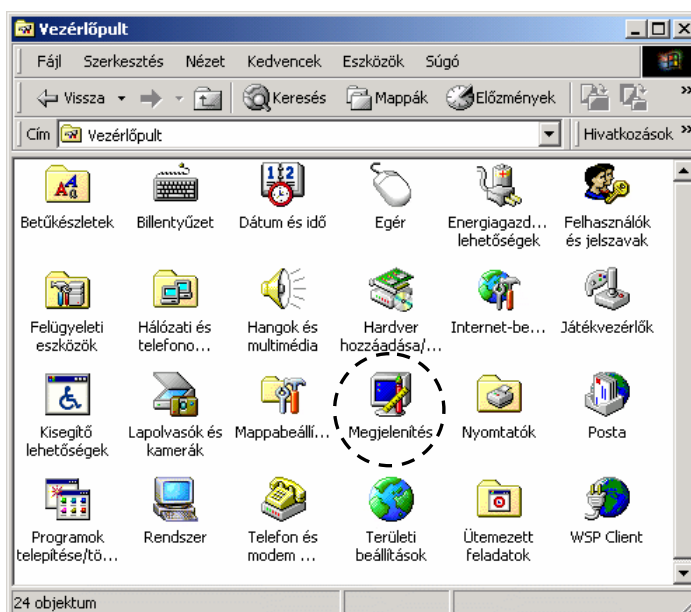 Vezérlőpult
Fájl Szerkesztés Nézet Kedvencek Eszközök Súgó
Vissza Keresés Mappák Előzmények »
Cím Vezérlőpult Hivatkozások »
Betűkészletek Billentyűzet Dátum és idő Egér Energiagazd... Felhasználók
lehetőségek és jelszavak
Felügyeleti Hálózati és Hangok és Hardver Internet-be... Játékvezérlők
eszközök telefono... multimédia hozzáadása/...
Kisegítő Lapolvasók és Mappabeállí... Megjelenítés Nyomtatók Posta
lehetőségek kamerák
Programok Rendszer Telefon és Területi Ütemezett WSP Client
telepítése/tö... modem ... beállítások feladatok
24 objektum